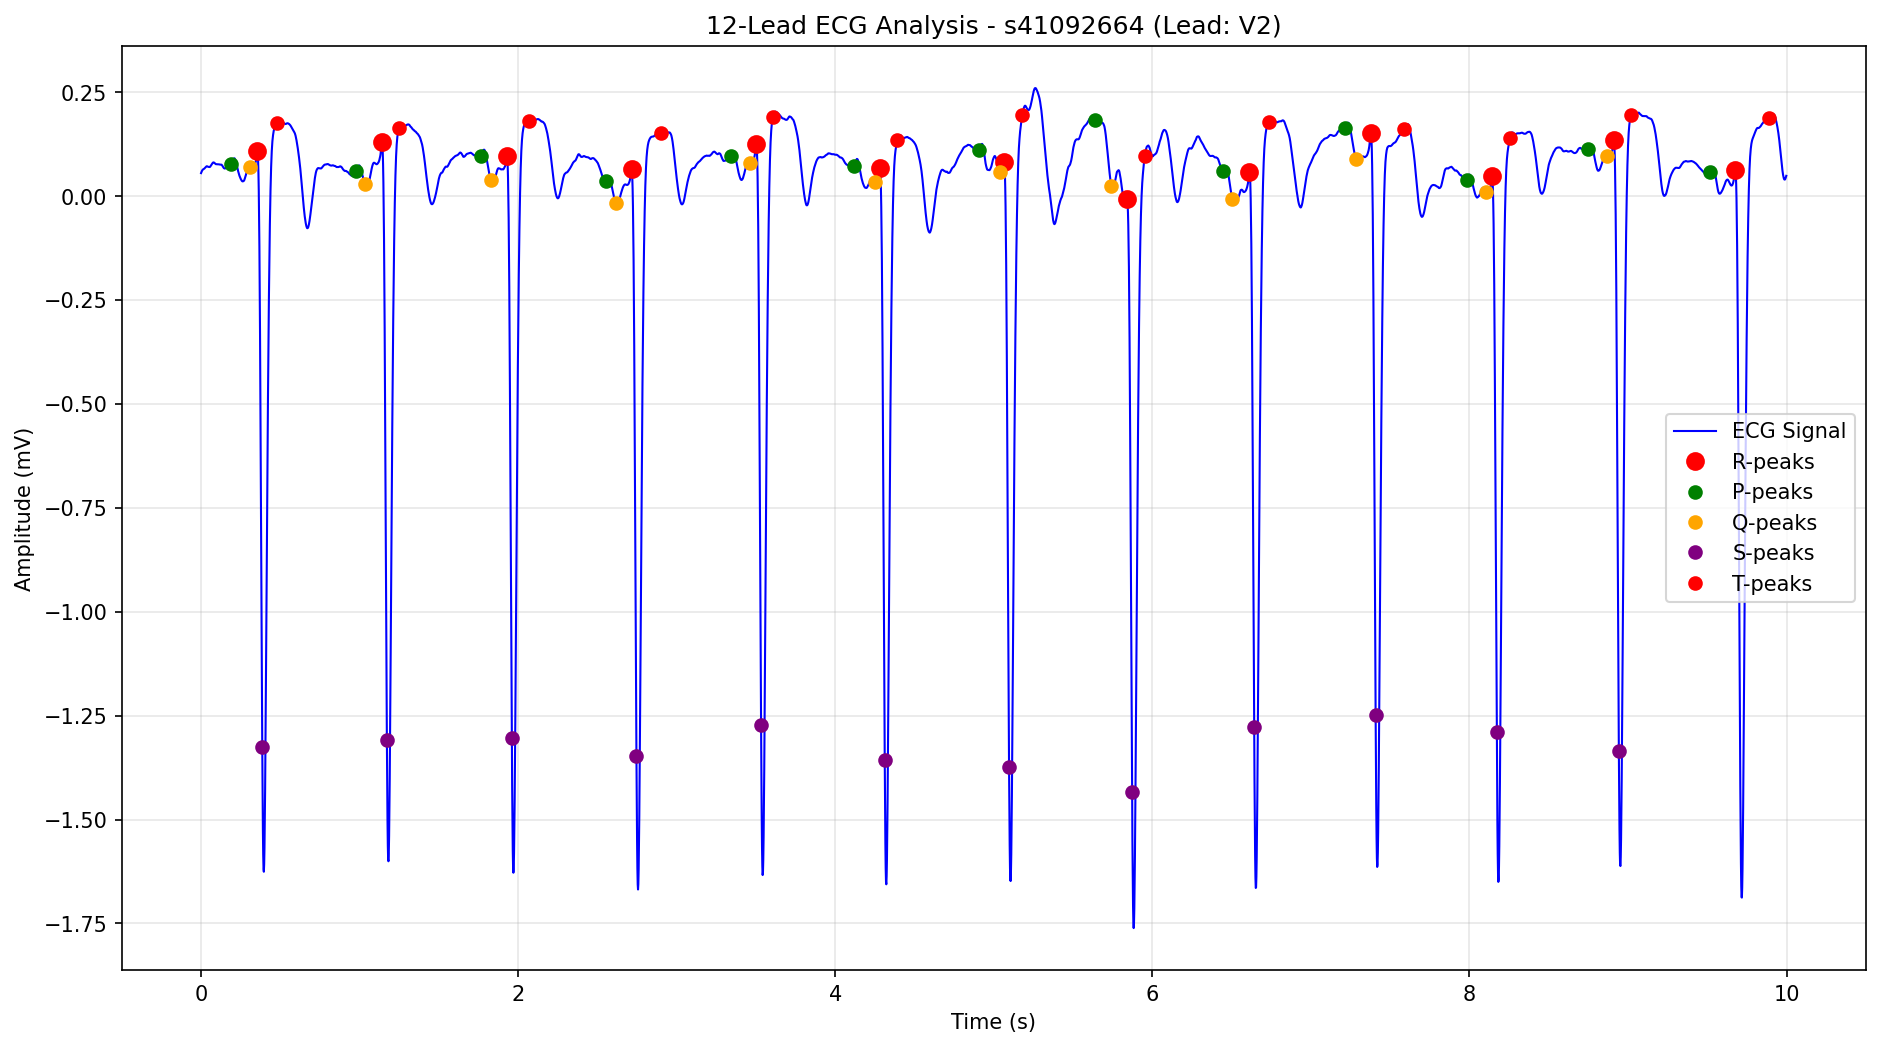 12-Lead ECG Analysis - s41092664 (Lead: V2)
Amplitude (mV)
0.25
0.00
−0.25
−0.50
−0.75
−1.00
−1.25
−1.50
−1.75
ECG Signal
R-peaks
P-peaks
Q-peaks
S-peaks
T-peaks
0 2 4 6 8 10
Time (s)